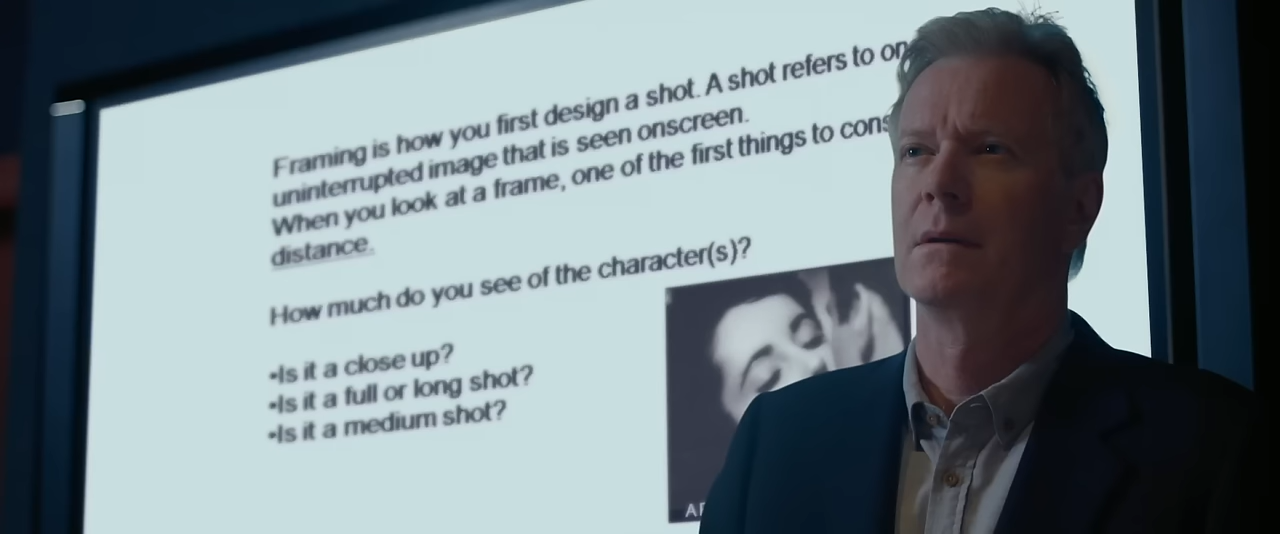 Framing is how you first design a shot. A shot refers to
uninterrupted image that is seen onscreen.
When you look at a frame, one of the first things to
distance.
How much do you see of the character(s)?
•Is it a close up?
•Is it a full or long shot?
•Is it a medium shot?